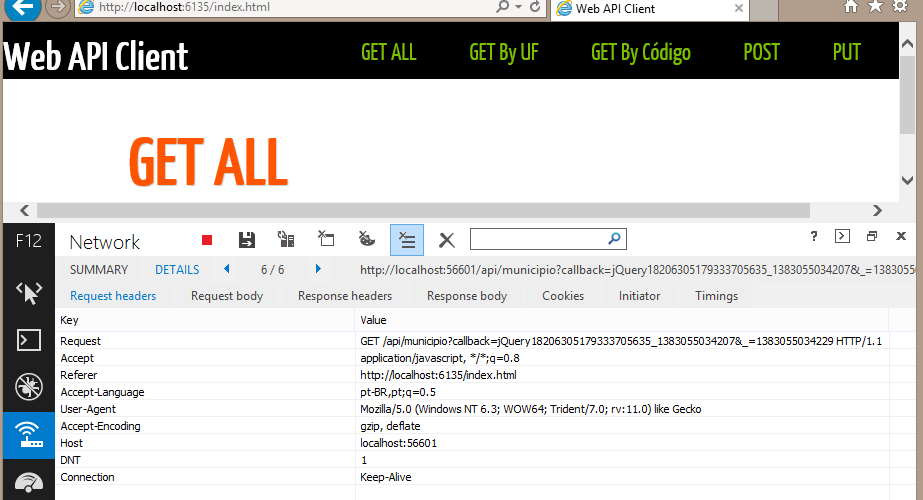 http://localhost:6135/index.html
Web API Client
Web API Client GET ALL GET By UF GET By Código POST PUT
GET ALL
F12 Network
?
SUMMARY DETAILS 6 / 6 http://localhost:56601/api/municipio?callback=jQuery18206305179333705635_1383055034207&_=1383055
Request headers Request body Response headers Response body Cookies Initiator Timings
Key Value
Request GET /api/municipio?callback=jQuery18206305179333705635_1383055034207&_=1383055034229 HTTP/1.1
Accept application/javascript, */*;q=0.8
Referer http://localhost:6135/index.html
Accept-Language pt-BR,pt;q=0.5
User-Agent Mozilla/5.0 (Windows NT 6.3; WOW64; Trident/7.0; rv:11.0) like Gecko
Accept-Encoding gzip, deflate
Host localhost:56601
DNT 1
Connection Keep-Alive